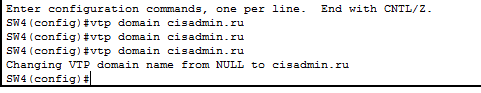 Enter configuration commands, one per line.  End with CNTL/Z.
SW4(config)#vtp domain cisadmin.ru
SW4(config)#vtp domain cisadmin.ru
SW4(config)#vtp domain cisadmin.ru
Changing VTP domain name from NULL to cisadmin.ru
SW4(config)#